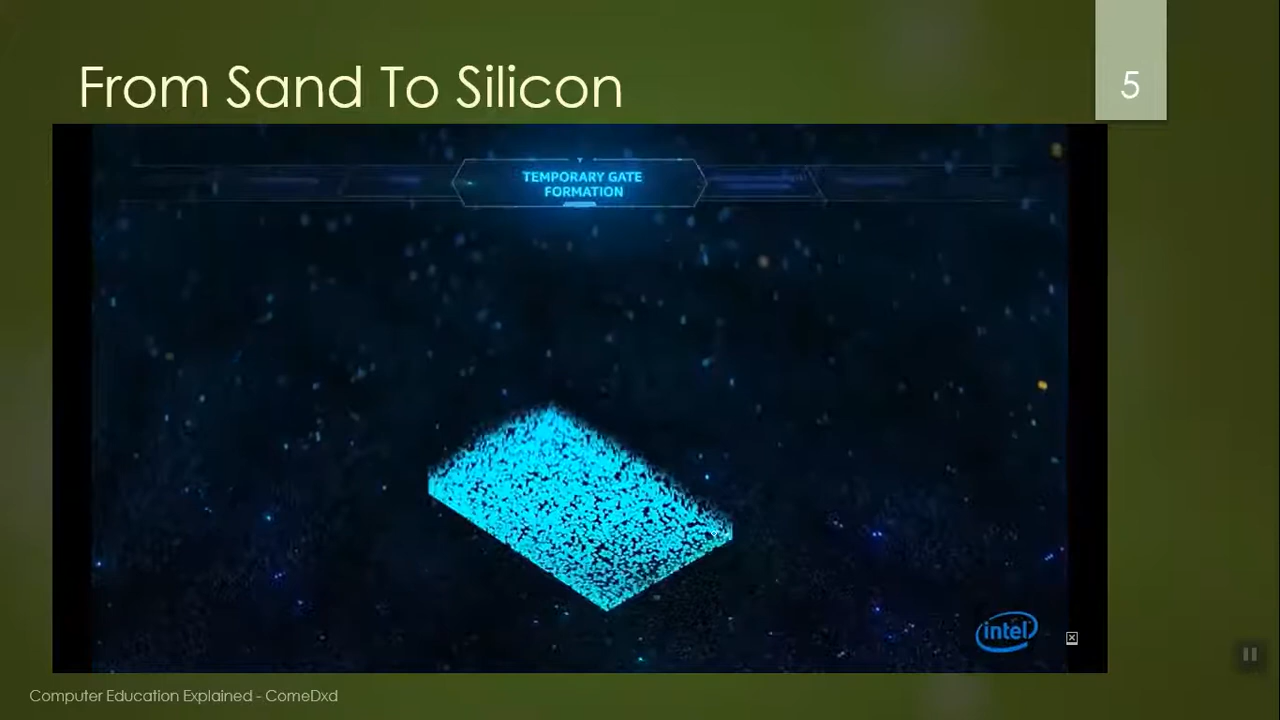 From Sand To Silicon
5
TEMPORARY GATE
FORMATION
intel
Computer Education Explained - ComeDxd